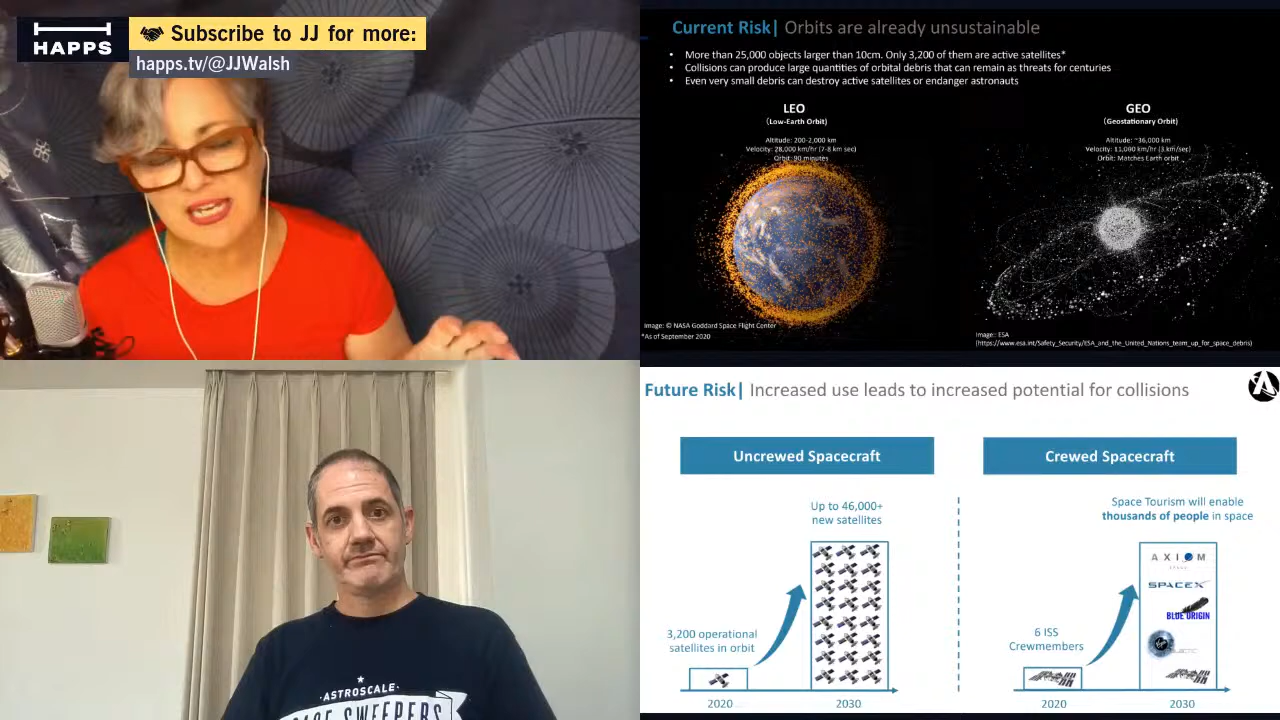 HAPPS
Subscribe to JJ for more:
happs.tv/@JJWalsh
Current Risk| Orbits are already unsustainable
• More than 25,000 objects larger than 10cm. Only 3,200 of them are active satellites*
• Collisions can produce large quantities of orbital debris that can remain as threats for centuries
• Even very small debris can destroy active satellites or endanger astronauts
LEO
(Low-Earth Orbit)
Altitude: 200-2,000 km
Velocity: 28,000 km/hr (7-8 km sec)
Orbit: 90 minutes
Image: © NASA Goddard Space Flight Center
*As of September 2020
GEO
(Geostationary Orbit)
Altitude: ~36,000 km
Velocity: 11,000 km/hr (3 km/sec)
Orbit: Matches Earth orbit
Image: ESA
(https://www.esa.int/Safety_Security/ESA_and_the_United_Nations_team_up_for_space_debris)
ASTROSCALE
SPACE SWEEPERS
Future Risk| Increased use leads to increased potential for collisions
Uncrewed Spacecraft
Up to 46,000+
new satellites
3,200 operational
satellites in orbit
2020
2030
Crewed Spacecraft
Space Tourism will enable
thousands of people in space
6 ISS
Crewmembers
AXIOM
SPACE
SPACEX
BLUE ORIGIN
2020
2030